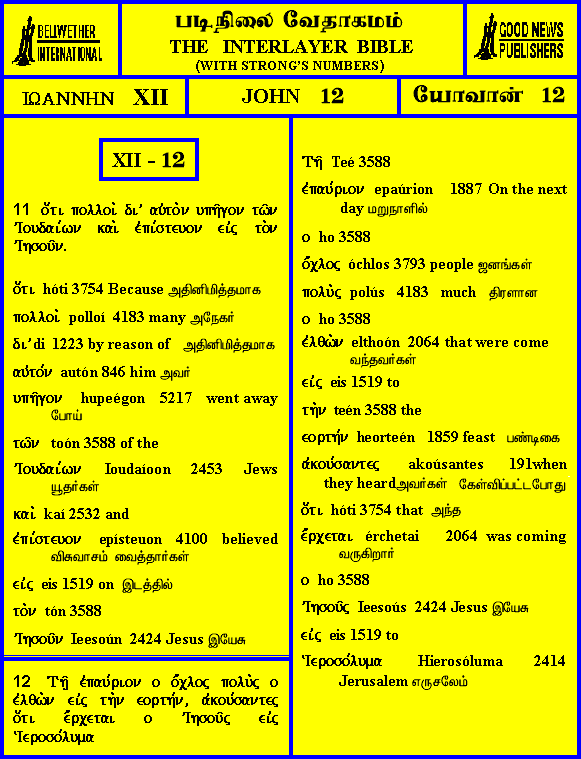 BELLWETHER
INTERNATIONAL
படிநிலை வேதாகமம்
THE INTERLAYER BIBLE
(WITH STRONG'S NUMBERS)
GOOD NEWS
PUBLISHERS
ΙΩΑΝΝΗΝ XII
JOHN 12
யோவான் 12
XII - 12
11 ὅτι πολλοὶ δι' αὐτὸν υπῆγον τῶν
Ἰουδαίων καὶ ἐπίστευον εἰς τὸν
Ἰησοῦν.
ὅτι hóti 3754 Because அதினிமித்தமாக
πολλοὶ polloí 4183 many அநேகர்
δι' di 1223 by reason of அதினிமித்தமாக
αὐτόν autón 846 him அவர்
υπῆγον hupeégon 5217 went away
போய்
τῶν toón 3588 of the
Ἰουδαίων Ioudaíoon 2453 Jews
யூதர்கள்
καὶ kaí 2532 and
ἐπίστευον epísteuon 4100 believed
விசுவாசம் வைத்தார்கள்
εἰς eis 1519 on இடத்தில்
τὸν tón 3588
Ἰησοῦν Ieesoún 2424 Jesus இயேசு
12 Τῇ ἐπαύριον ο ὄχλος πολὺς ο
ἐλθὼν εἰς τὴν εορτήν, ἀκούσαντες
ὅτι ἔρχεται ο Ἰησοῦς εἰς
Ἱεροσόλυμα
Τῇ Teé 3588
ἐπαύριον epaúrion 1887 On the next
day மறுநாளில்
ο ho 3588
ὄχλος óchlos 3793 people ஜனங்கள்
πολὺς polús 4183 much திரளான
ο ho 3588
ἐλθὼν elthoón 2064 that were come
வந்தவர்கள்
εἰς eis 1519 to
τὴν teén 3588 the
εορτήν heorteén 1859 feast பண்டிகை
ἀκούσαντες akoúsantes 191when
they heardஅவர்கள் கேள்விப்பட்டபோது
ὅτι hóti 3754 that அந்த
ἔρχεται érchetai 2064 was coming
வருகிறார்
ο ho 3588
Ἰησοῦς Ieesoús 2424 Jesus இயேசு
εἰς eis 1519 to
Ἱεροσόλυμα Hierosóluma 2414
Jerusalem எருசலேம்